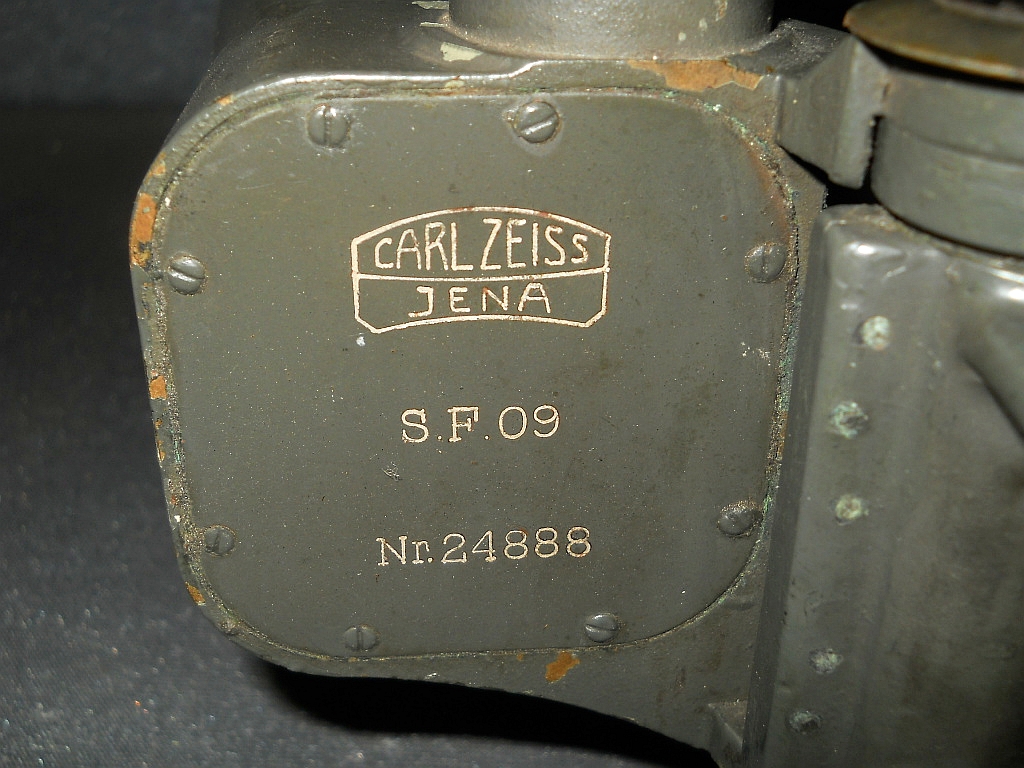 CARL ZEISS
JENA
S.F. 09
Nr. 24888